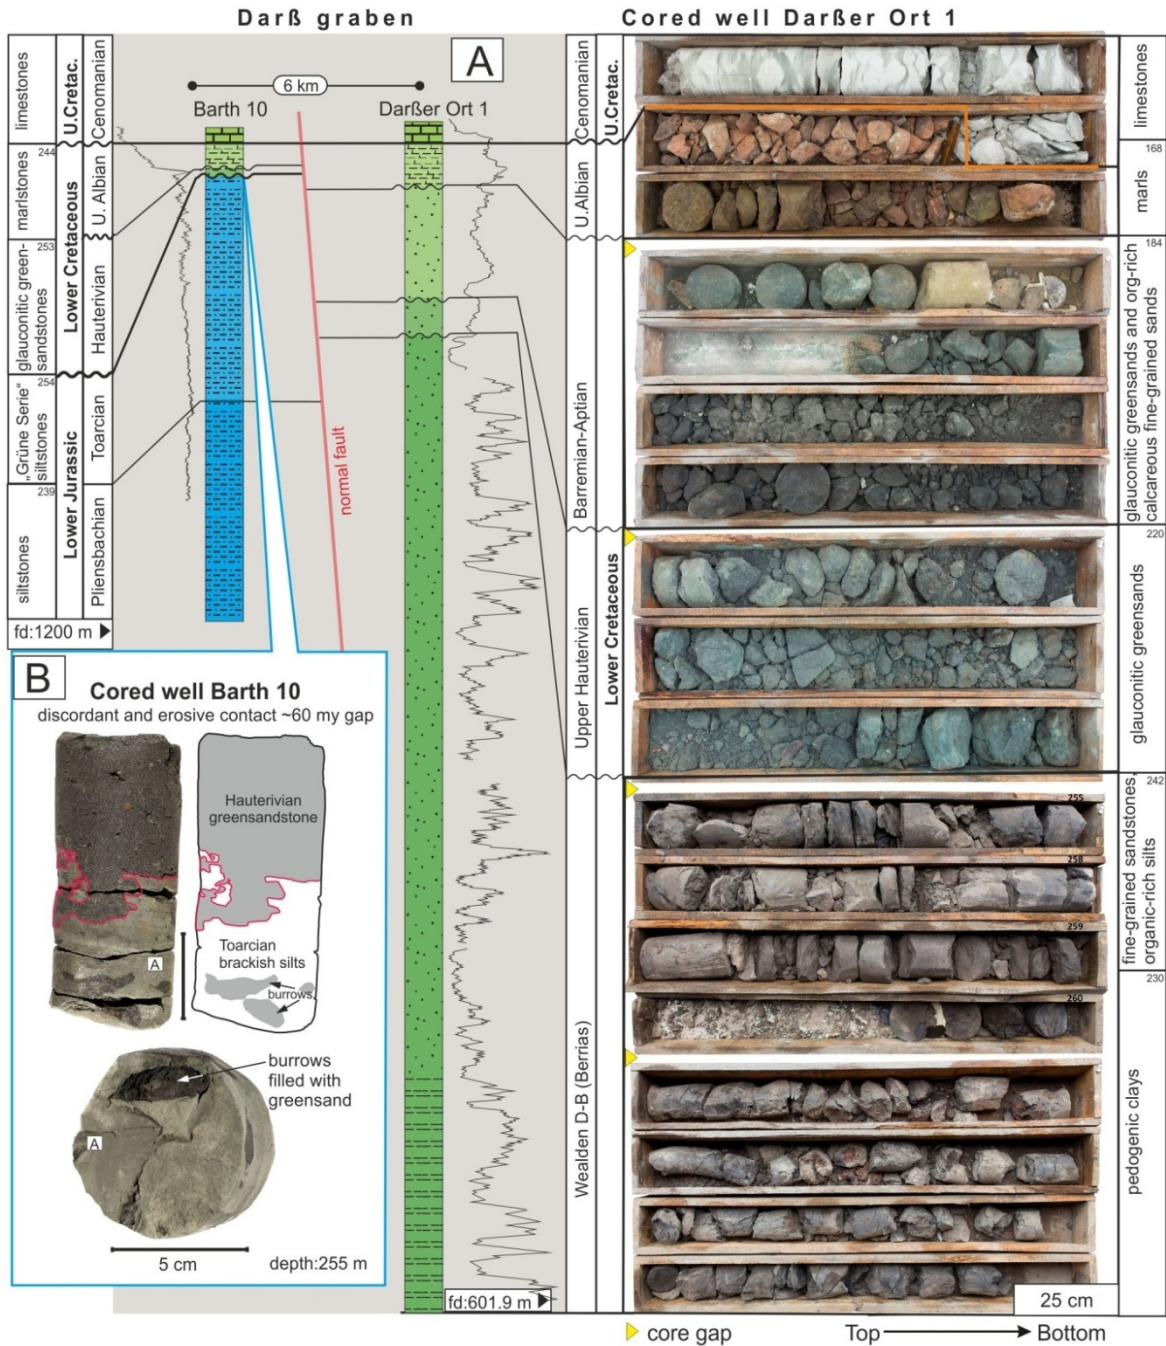 Darß graben
Cored well Darßer Ort 1
A
6 km
Barth 10
Darßer Ort 1
limestones
marlstones
244
glauconitic green-
sandstones
253
„Grüne Serie“
siltstones
254
siltstones
239
U.Cretac.
Lower Cretaceous
Lower Jurassic
Cenomanian
U. Albian
Hauterivian
Toarcian
Pliensbachian
fd:1200 m
normal fault
fd:601.9 m
Cenomanian
U.Albian
Barremian-Aptian
Upper Hauterivian
Wealden D-B (Berrias)
U.Cretac.
Lower Cretaceous
255
258
259
260
limestones
168
marls
184
glauconitic greensands and org-rich
calcareous fine-grained sands
220
glauconitic greensands
242
fine-grained sandstones,
organic-rich silts
230
pedogenic clays
25 cm
core gap
Top
Bottom
B
Cored well Barth 10
discordant and erosive contact ~60 my gap
Hauterivian
greensandstone
Toarcian
brackish silts
burrows
A
burrows
filled with
greensand
A
5 cm
depth:255 m